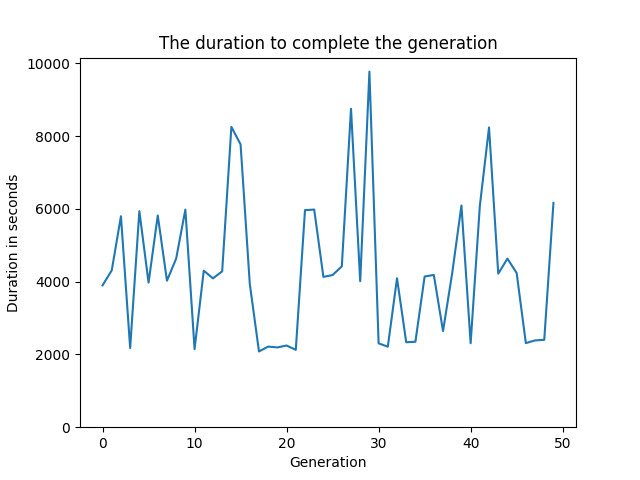 The duration to complete the generation
Duration in seconds
10000
8000
6000
4000
2000
0
0 10 20 30 40 50
Generation